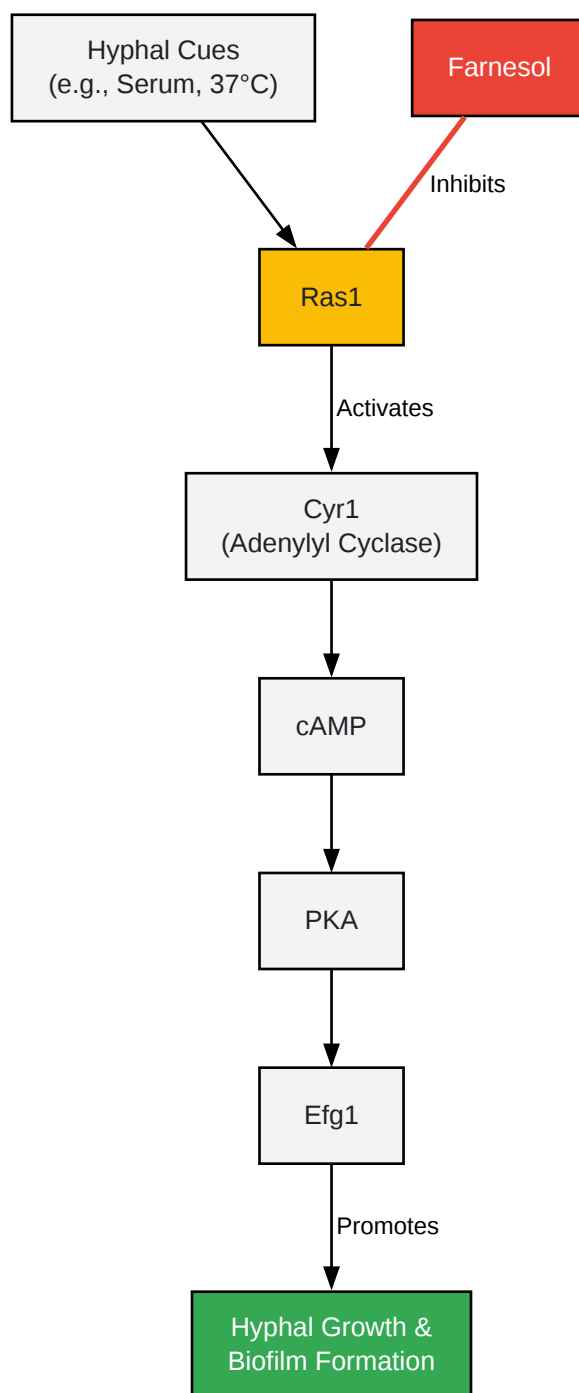 Hyphal Cues
(e.g., Serum, 37°C)
Farnesol
Inhibits
Ras1
Activates
Cyr1
(Adenylyl Cyclase)
cAMP
PKA
Efg1
Promotes
Hyphal Growth &
Biofilm Formation